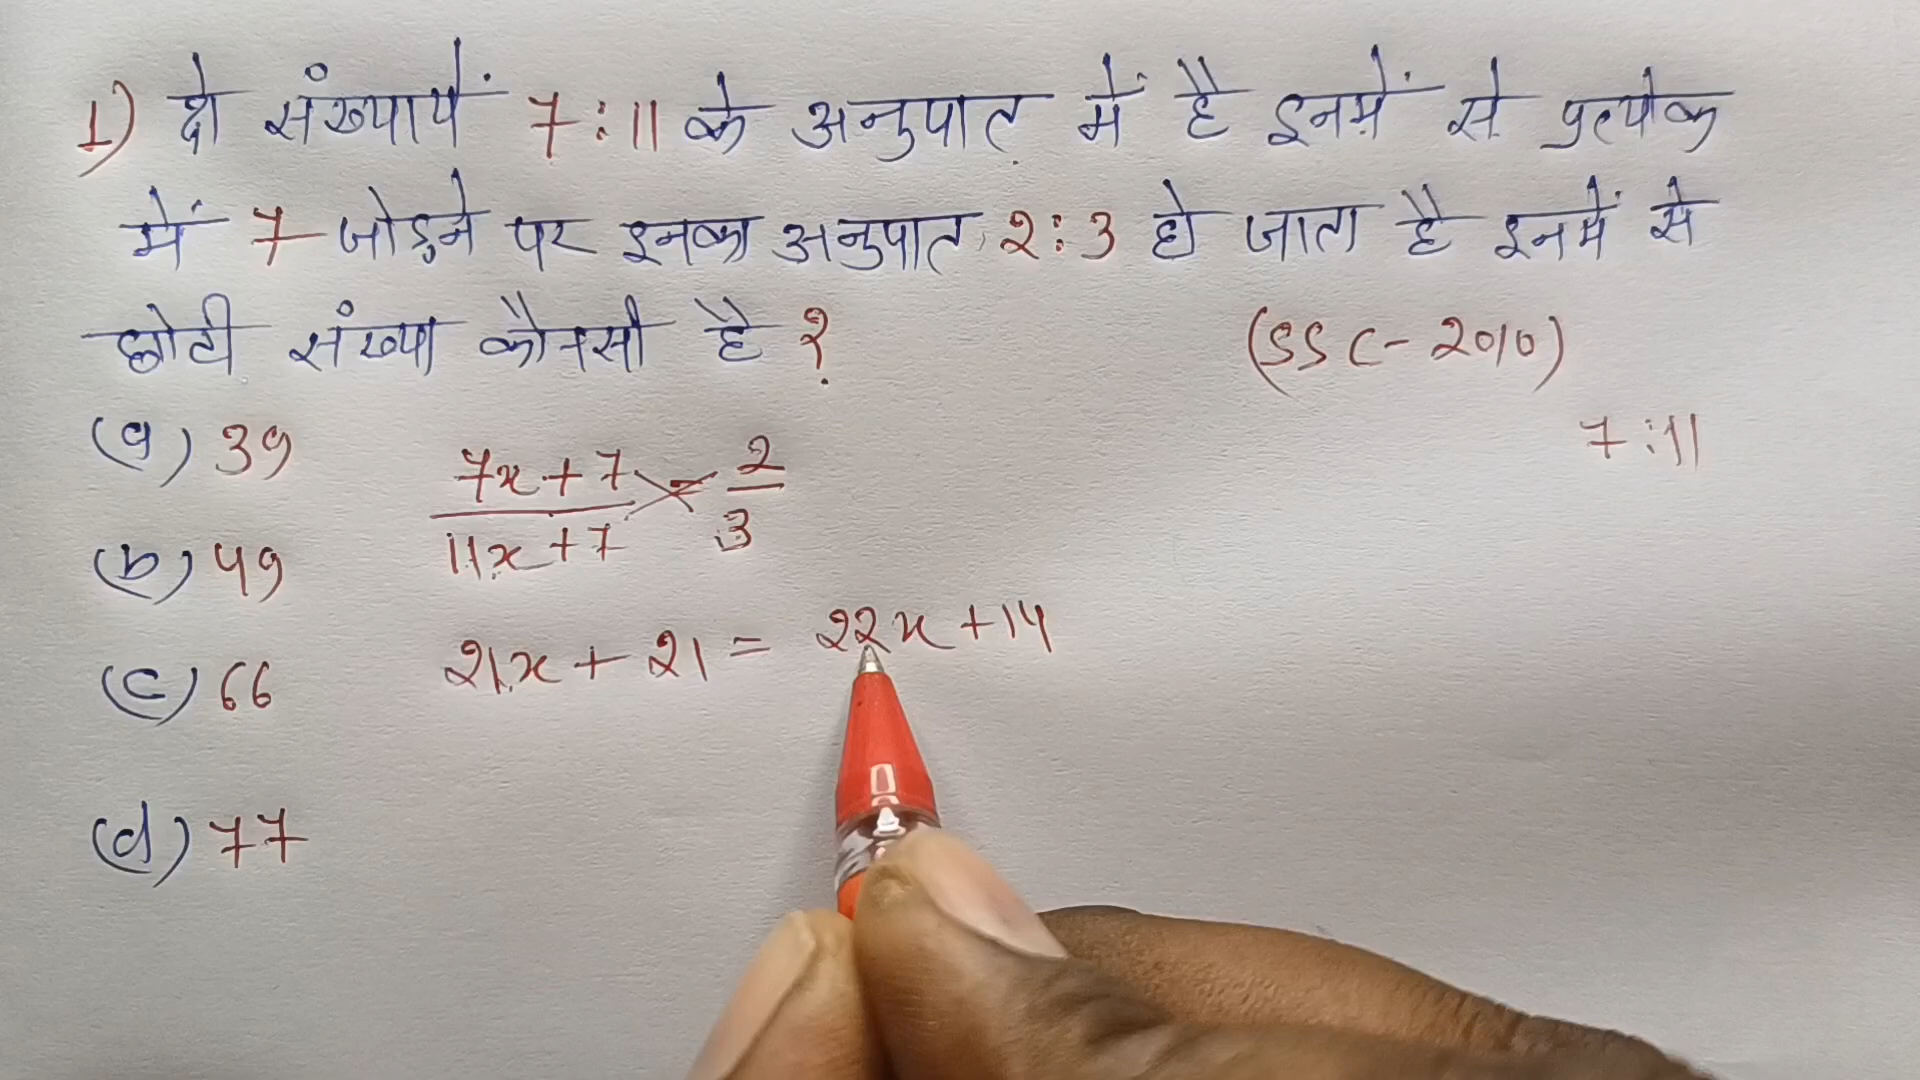 1) दो संख्यायें 7:11 के अनुपात में है इनमें से प्रत्येक
में 7 जोड़ने पर इनका अनुपात 2:3 हो जाता है इनमें से
छोटी संख्या कौनसी है ?
(SSC-2010)
7:11
(a) 39
(b) 49
(c) 66
(d) 77
7x+7 = 2
11x+7 3
21x + 21 = 22x+14